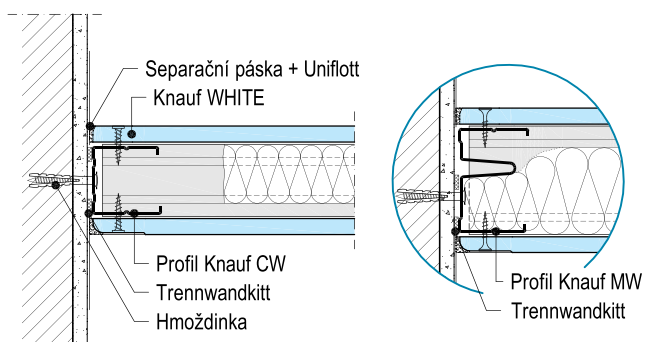 Separační páska + Uniflott
Knauf WHITE
Profil Knauf CW
Trennwandkitt
Hmoždinka
Profil Knauf MW
Trennwandkitt